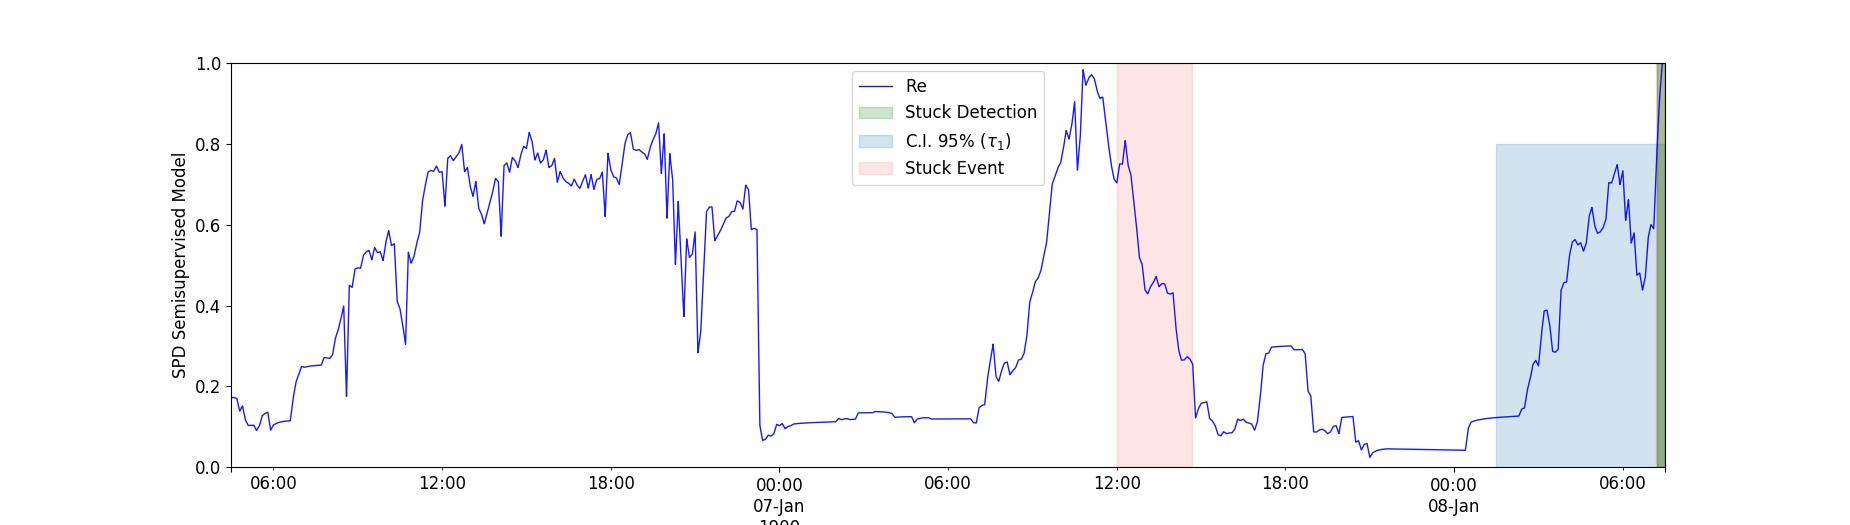 SPD Semisupervised Model
1.0
0.8
0.6
0.4
0.2
0.0
Re
Stuck Detection
C.I. 95% (τ₁)
Stuck Event
06:00 12:00 18:00 00:00 06:00 12:00 18:00 00:00 06:00
07-Jan 08-Jan
1900